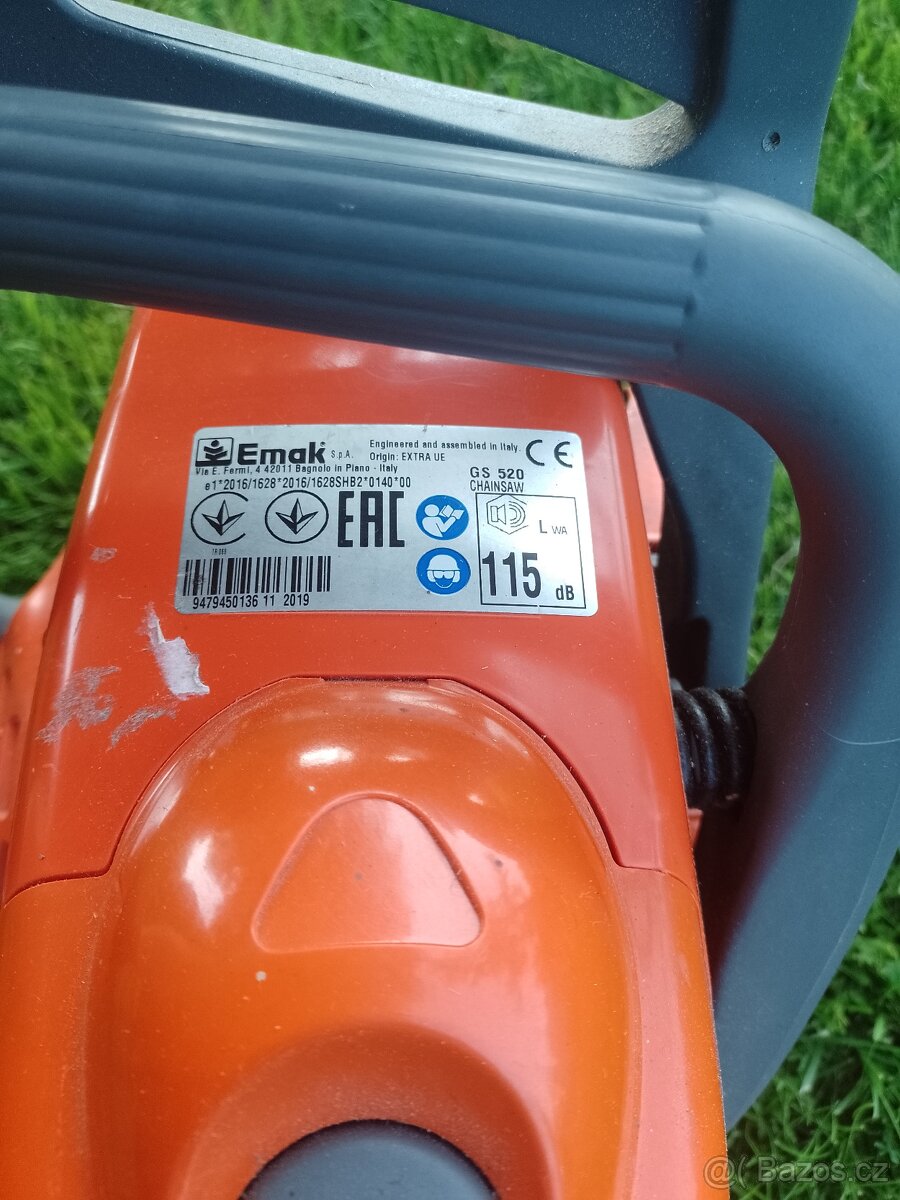 Emak S.p.A.
Engineered and assembled in Italy.
Origin: EXTRA UE
CE
Via E. Fermi, 4 42011 Bagnolo in Piano - Italy
GS 520
CHAINSAW
e1*2016/1628*2016/1628SHB2*0140*00
EAC
LWA
115 dB
9479450136 11 2019
@( Bazos.cz